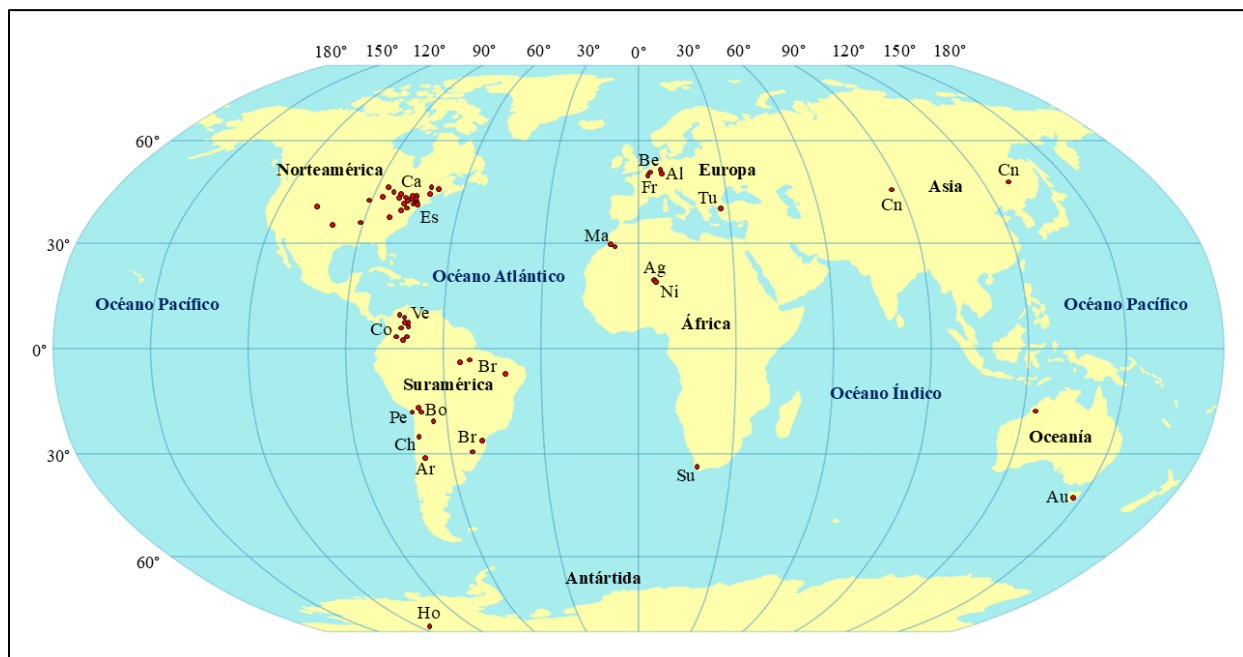 180° 150° 120° 90° 60° 30° 0° 30° 60° 90° 120° 150° 180°
60°
Norteamérica
Ca
Es
Be
Al
Fr
Europa
Tu
Asia
Cn
Cn
30°
Ma
Océano Atlántico
Ag
Ni
África
Océano Pacífico
Océano Pacífico
Ve
Co
0°
Br
Suramérica
Océano Índico
Pe
Bo
Ch
Br
Ar
Oceanía
30°
Su
Au
60°
Antártida
Ho